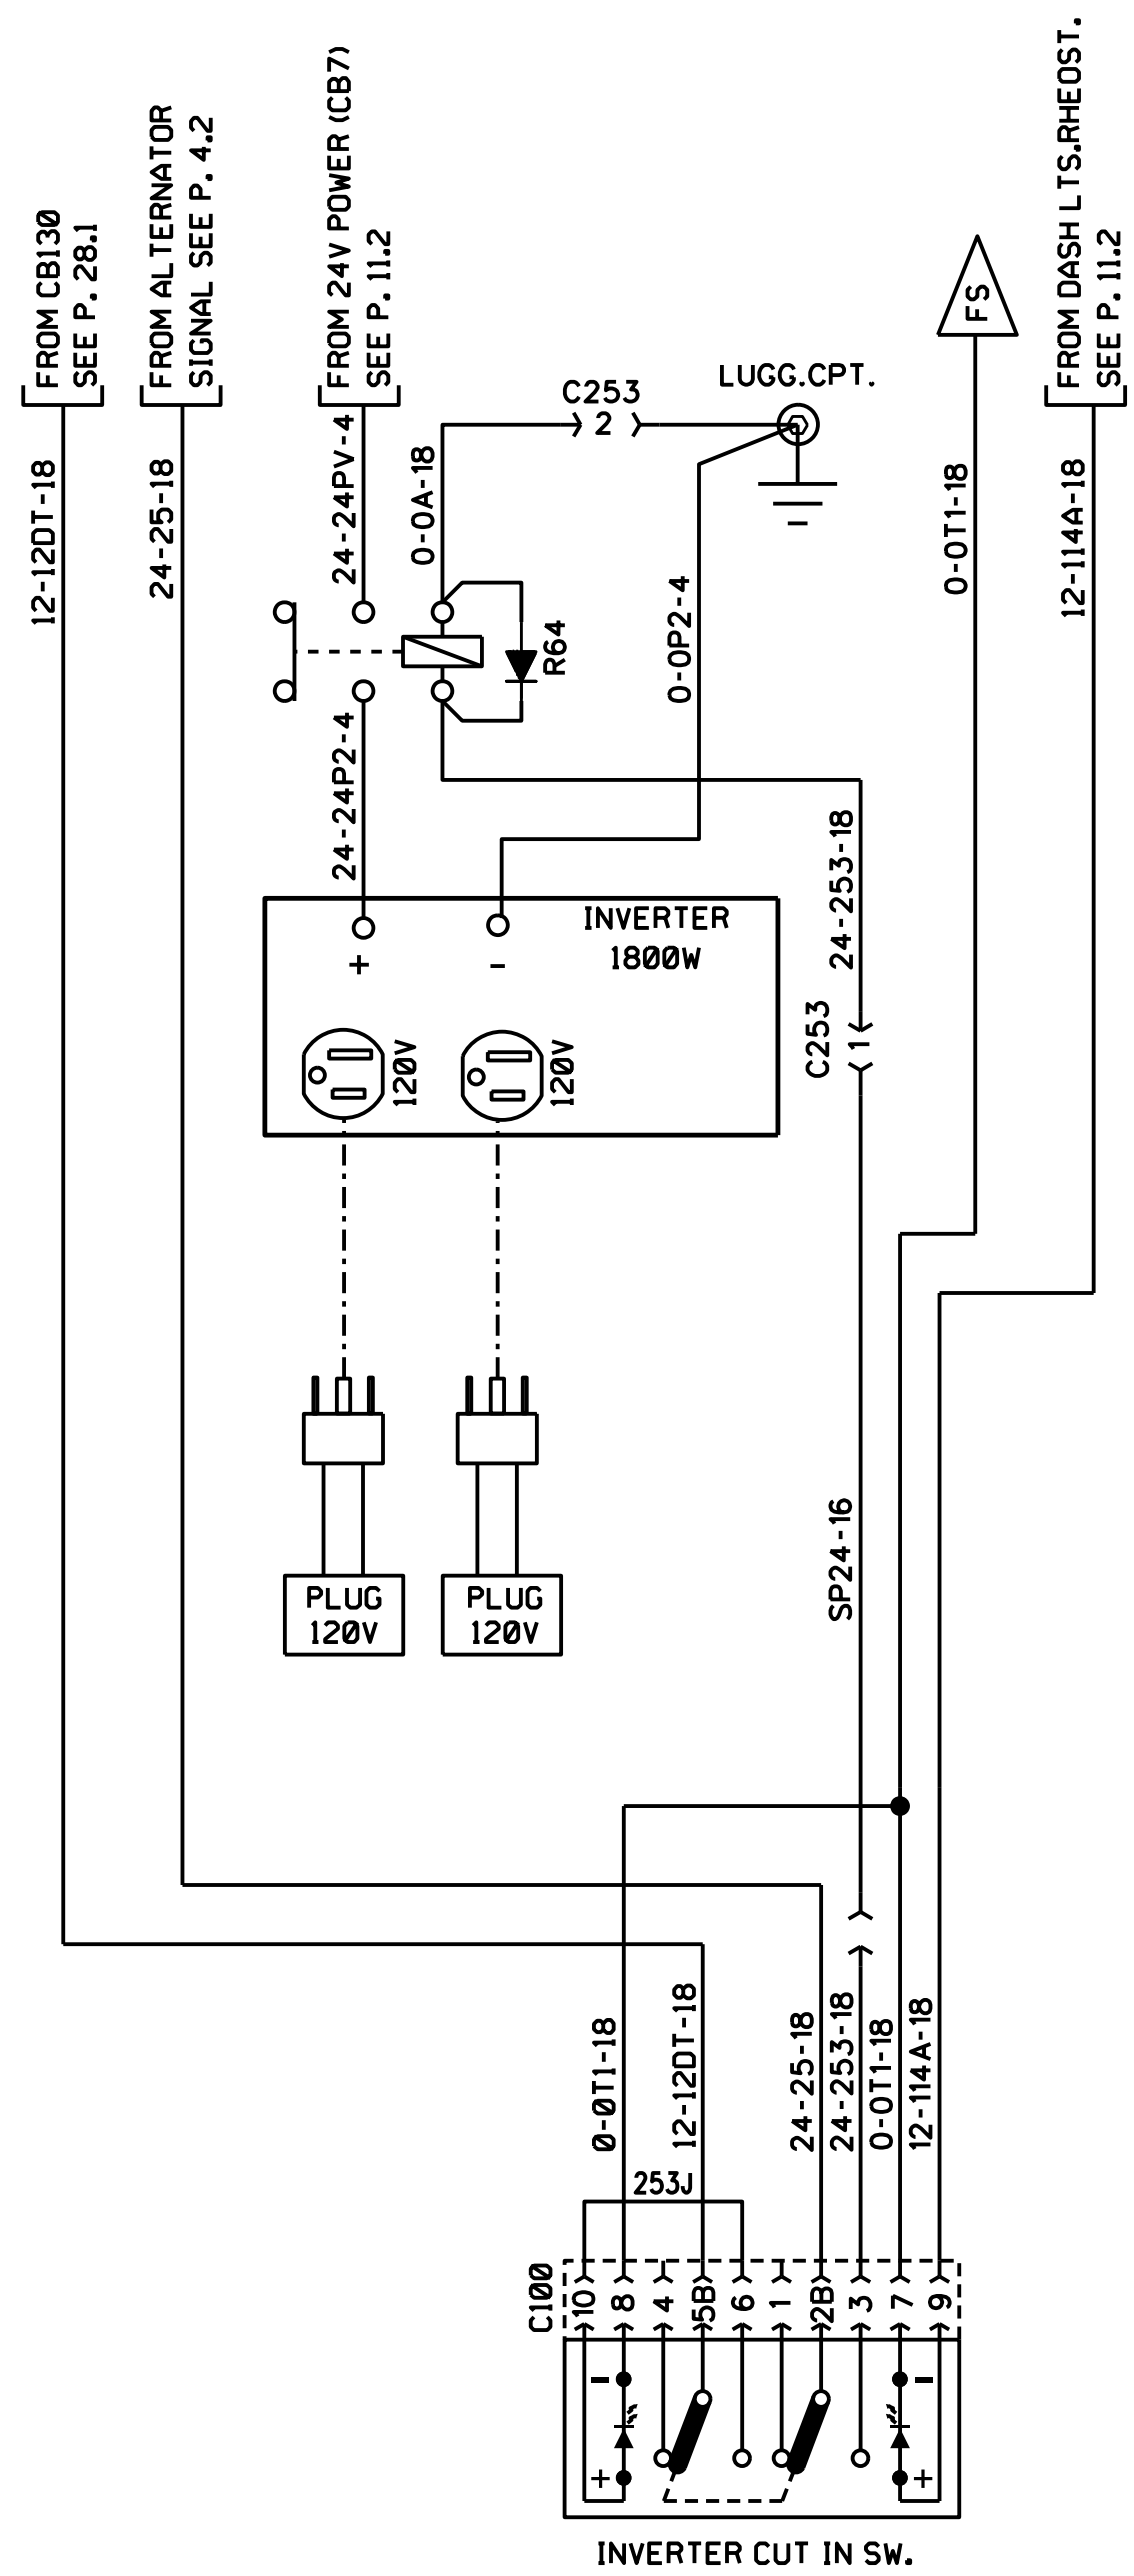 FROM CB130
SEE P. 28.1
FROM ALTERNATOR
SIGNAL SEE P. 4.2
FROM 24V POWER (CB7)
SEE P. 11.2
FROM DASH LTS.RHEOST.
SEE P. 11.2
FS
LUGG.CPT.
C253
2
12-12DT-18
24-25-18
24-24PV-4
0-0A-18
0-0T1-18
12-114A-18
R64
0-0P2-4
24-24P2-4
24-253-18
INVERTER
1800W
+
-
120V
120V
C253
1
SP24-16
PLUG
120V
PLUG
120V
0-0T1-18
12-12DT-18
24-25-18
24-253-18
0-0T1-18
12-114A-18
253J
C100
10
8
4
5B
6
1
2B
3
7
9
-
-
+
+
INVERTER CUT IN SW.